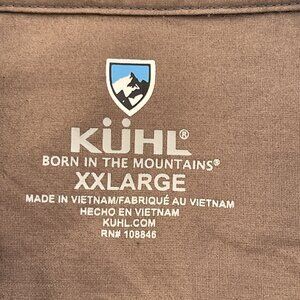 KÜHL®
BORN IN THE MOUNTAINS®
XXLARGE
MADE IN VIETNAM/FABRIQUÉ AU VIETNAM
HECHO EN VIETNAM
KUHL.COM
RN# 108846